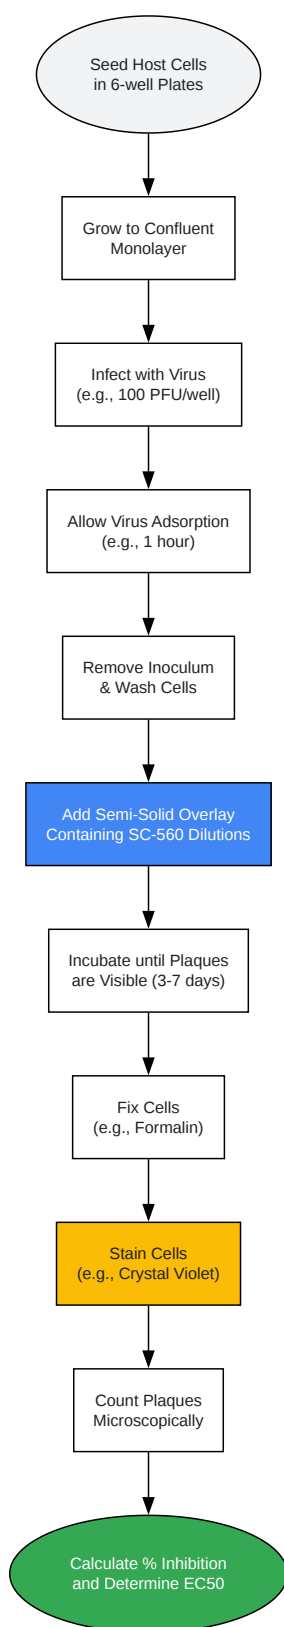 Seed Host Cells
in 6-well Plates
Grow to Confluent
Monolayer
Infect with Virus
(e.g., 100 PFU/well)
Allow Virus Adsorption
(e.g., 1 hour)
Remove Inoculum
& Wash Cells
Add Semi-Solid Overlay
Containing SC-560 Dilutions
Incubate until Plaques
are Visible (3-7 days)
Fix Cells
(e.g., Formalin)
Stain Cells
(e.g., Crystal Violet)
Count Plaques
Microscopically
Calculate % Inhibition
and Determine EC50